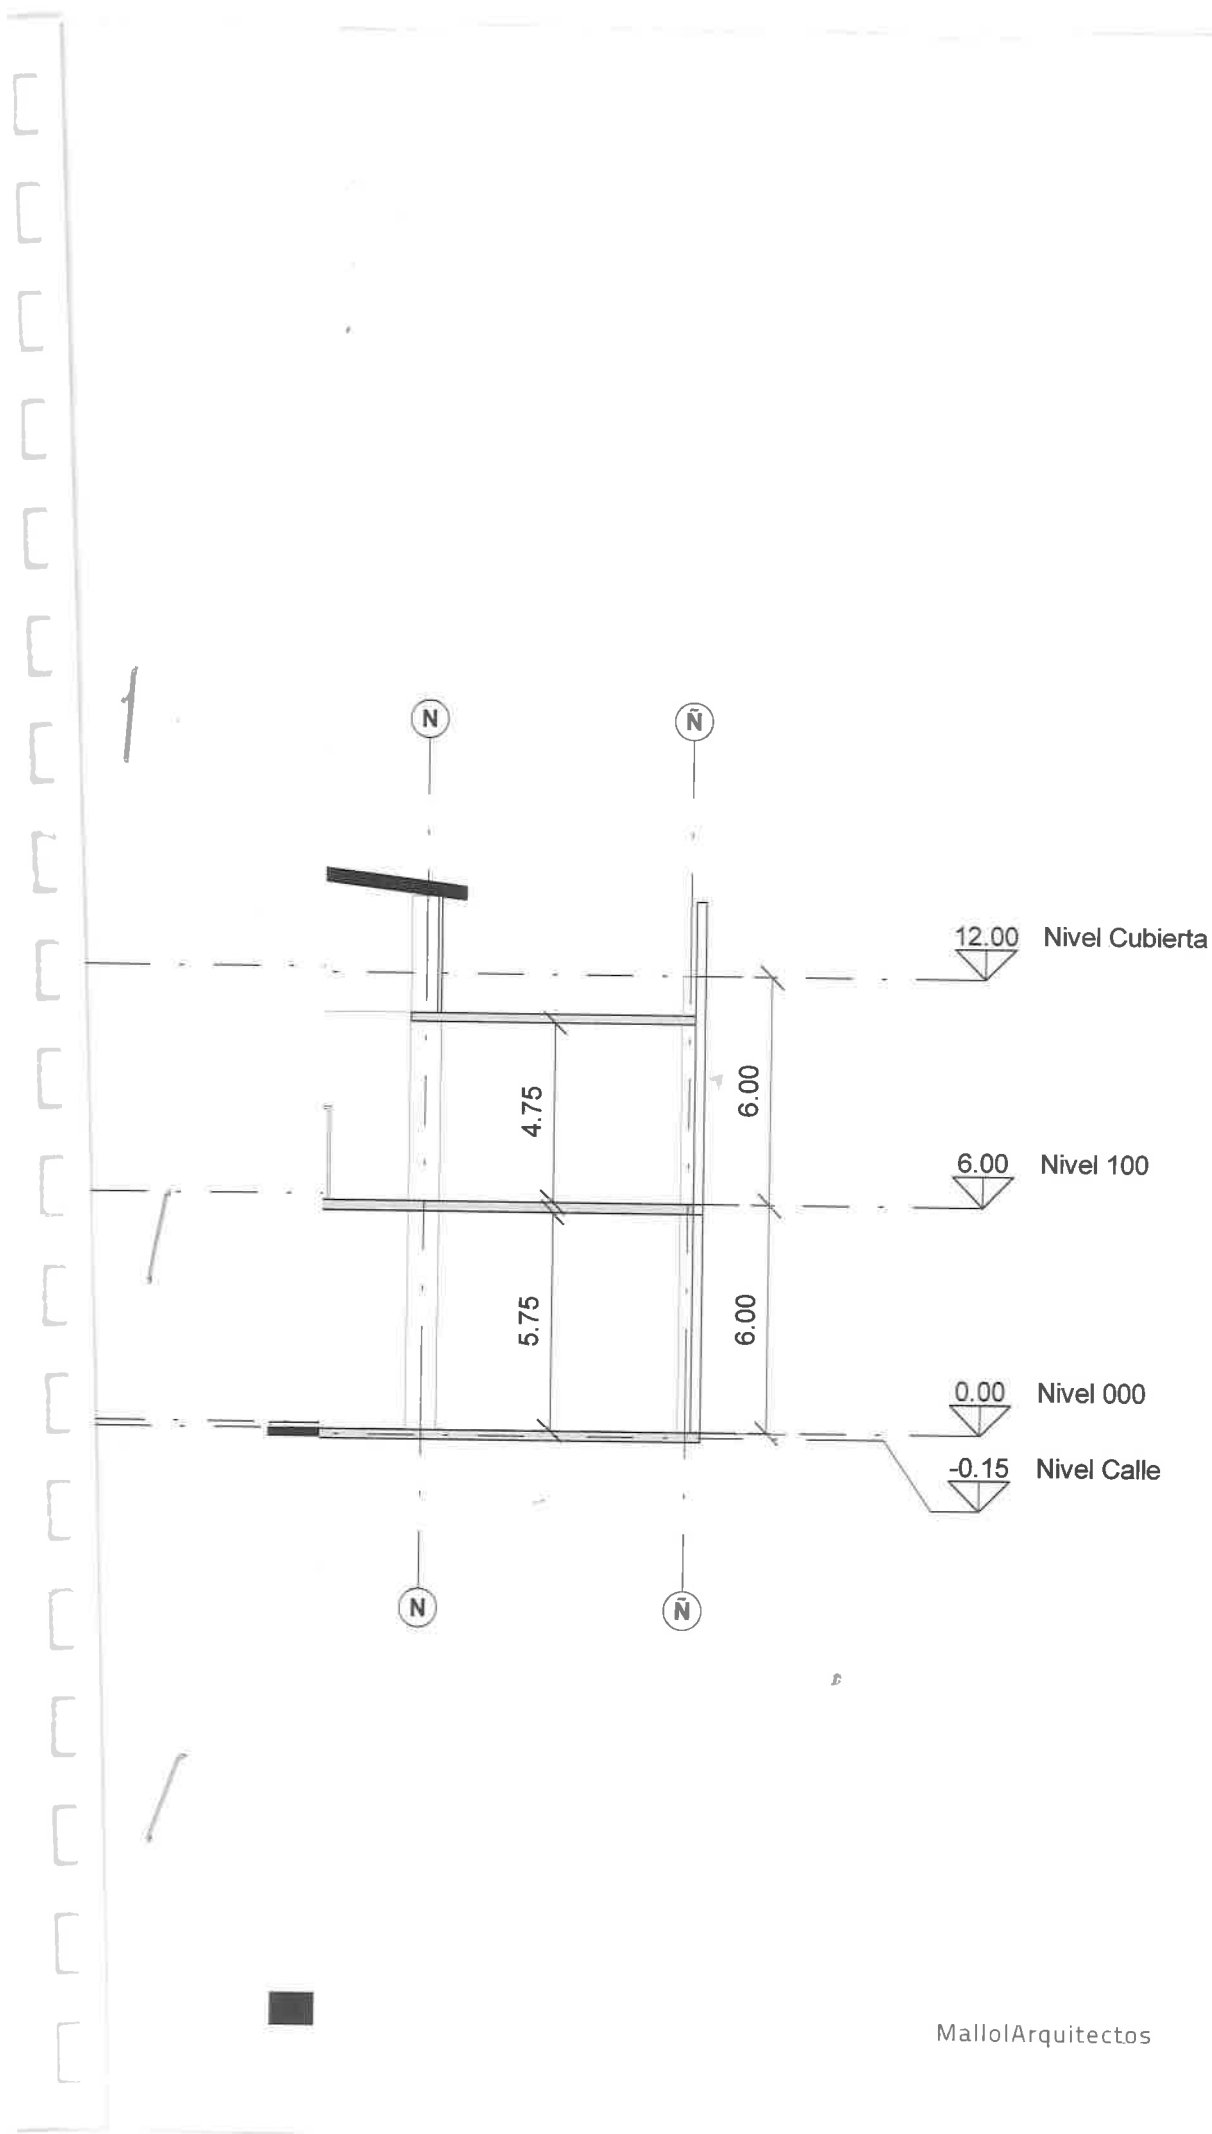 N Ñ
12.00 Nivel Cubierta
4.75 6.00
6.00 Nivel 100
5.75 6.00
0.00 Nivel 000
-0.15 Nivel Calle
N Ñ
MallolArquitectos